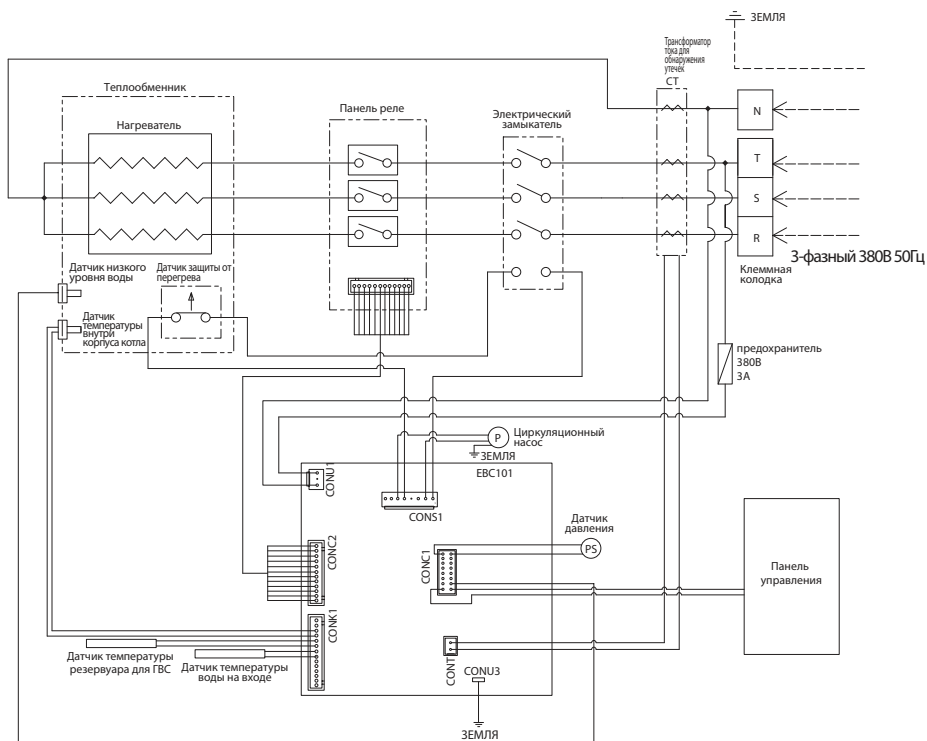 ЗЕМЛЯ
Трансформатор
тока для
обнаружения
утечек
CT
Теплообменник
Панель реле
Электрический
замыкатель
Нагреватель
N
T
S
R
3-фазный 380В 50Гц
Клеммная
колодка
Датчик низкого
уровня воды
Датчик защиты от
перегрева
Датчик
температуры
внутри
корпуса котла
предохранитель
380В
3А
P
Циркуляционный
насос
ЗЕМЛЯ
EBC101
CONU1
CONS1
Датчик
давления
PS
CONC2
CONC1
Панель
управления
CONK1
Датчик температуры
резервуара для ГВС
Датчик температуры
воды на входе
CONT
CONU3
ЗЕМЛЯ